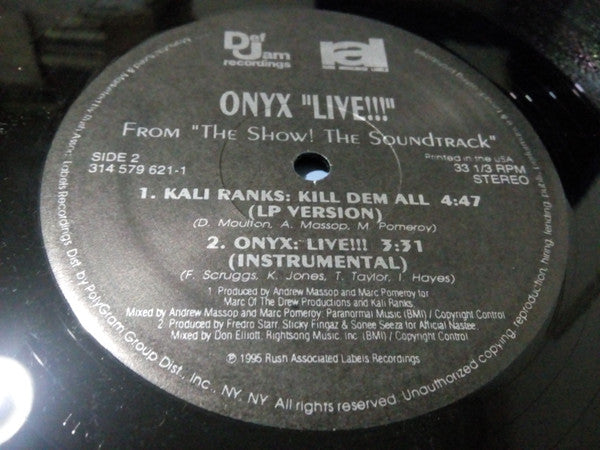 Def
Jam
recordings
ral
ONYX "LIVE!!!"
FROM "THE SHOW! THE SOUNDTRACK"
SIDE 2
314 579 621-1
Printed in the USA
33 1/3 RPM
STEREO
1. KALI RANKS: KILL DEM ALL 4:47
(LP VERSION)
(D. Moulton, A. Massop, M. Pomeroy)
2. ONYX: LIVE!!! 3:31
(INSTRUMENTAL)
(F. Scruggs, K. Jones, T. Taylor, I. Hayes)
1 Produced by Andrew Massop and Marc Pomeroy for
Marc Of The Drew Productions and Kali Ranks.
Mixed by Andrew Massop and Marc Pomeroy. Paranormal Music (BMI) / Copyright Control
2 Produced by Fredro Starr, Sticky Fingaz & Sonee Seeza for Afficial Nastee.
Mixed by Don Elliott. Rightsong Music, Inc. (BMI) / Copyright Control
℗ 1995 Rush Associated Labels Recordings
Labels Recordings Dist. by PolyGram Group Dist., Inc., NY, NY. All rights reserved. Unauthorized copying, reproduction, hiring, lending, public